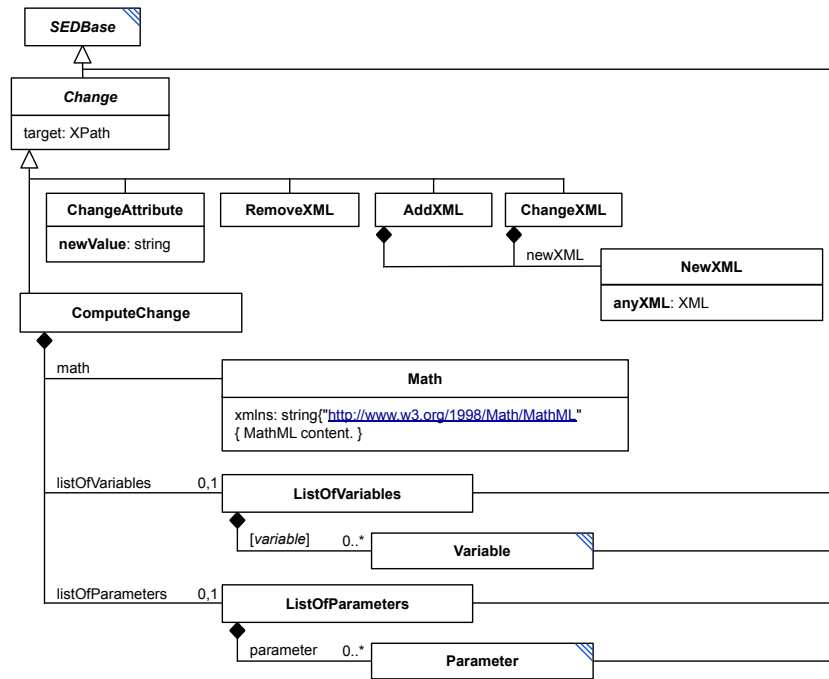 SEDBase
Change
target: XPath
ChangeAttribute
newValue: string
RemoveXML
AddXML
ChangeXML
newXML
NewXML
anyXML: XML
ComputeChange
math
Math
xmlns: string{"http://www.w3.org/1998/Math/MathML"
{ MathML content. }
listOfVariables 0,1
ListOfVariables
[variable] 0..*
Variable
listOfParameters 0,1
ListOfParameters
parameter 0..*
Parameter